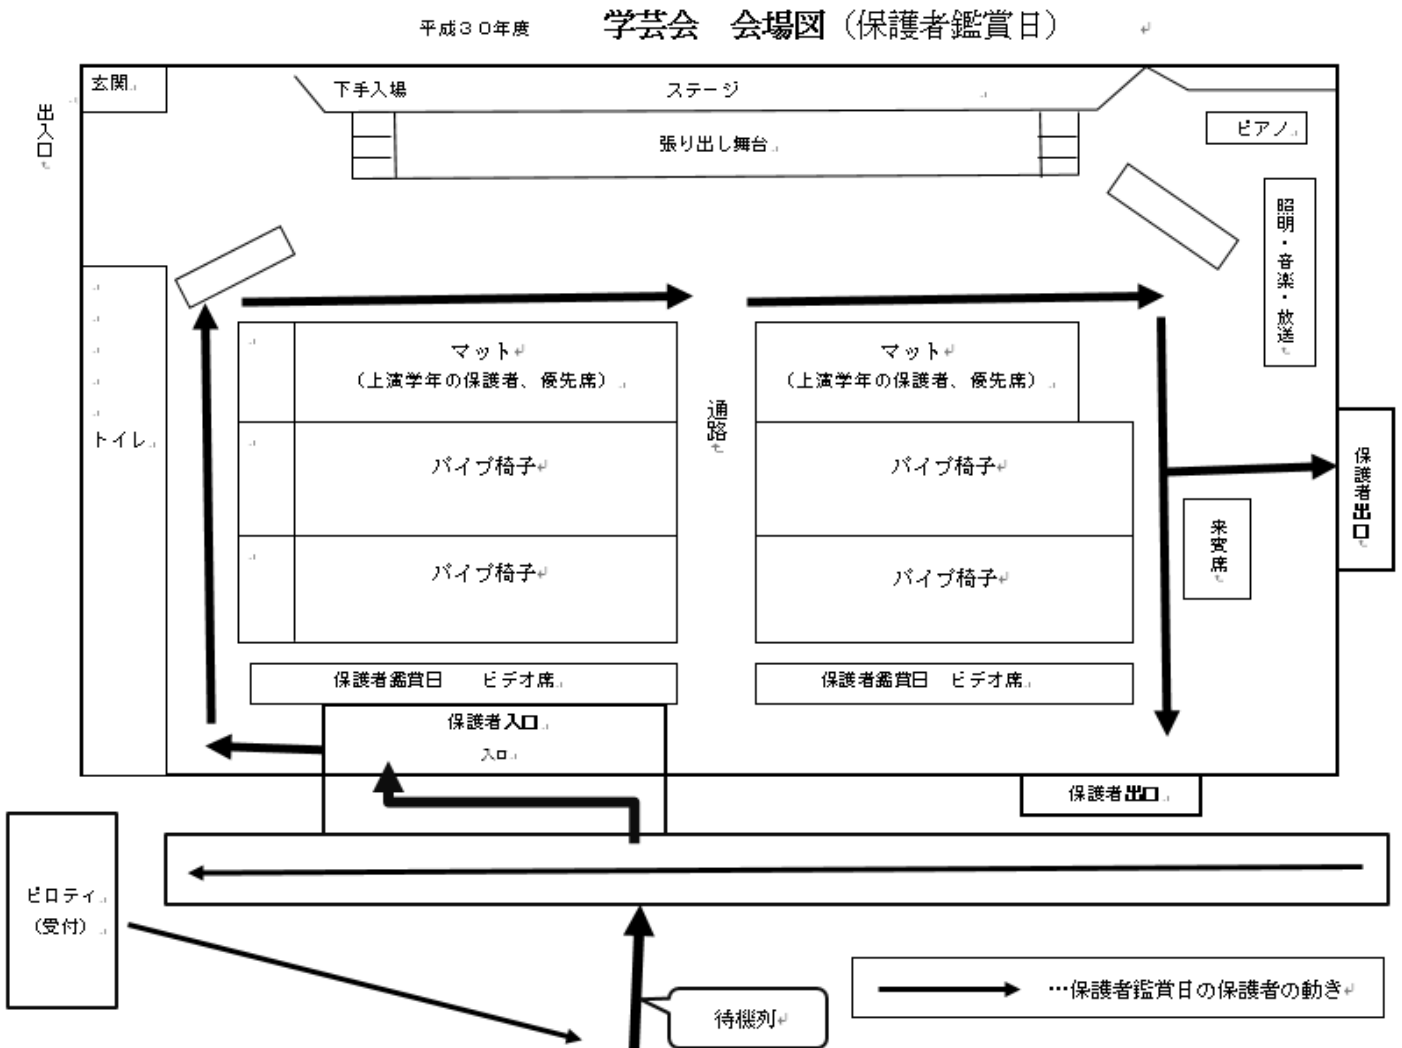 平成３０年度　学芸会　会場図（保護者鑑賞日）
玄関
出入口
下手入場
ステージ
張り出し舞台
ピアノ
照明・音楽・放送
トイレ
マット
（上演学年の保護者、優先席）
マット
（上演学年の保護者、優先席）
通路
パイプ椅子
パイプ椅子
保護者出口
来賓席
パイプ椅子
パイプ椅子
保護者鑑賞日　ビデオ席
保護者鑑賞日　ビデオ席
保護者入口
入口
保護者出口
ピロティ
（受付）
待機列
…保護者鑑賞日の保護者の動き